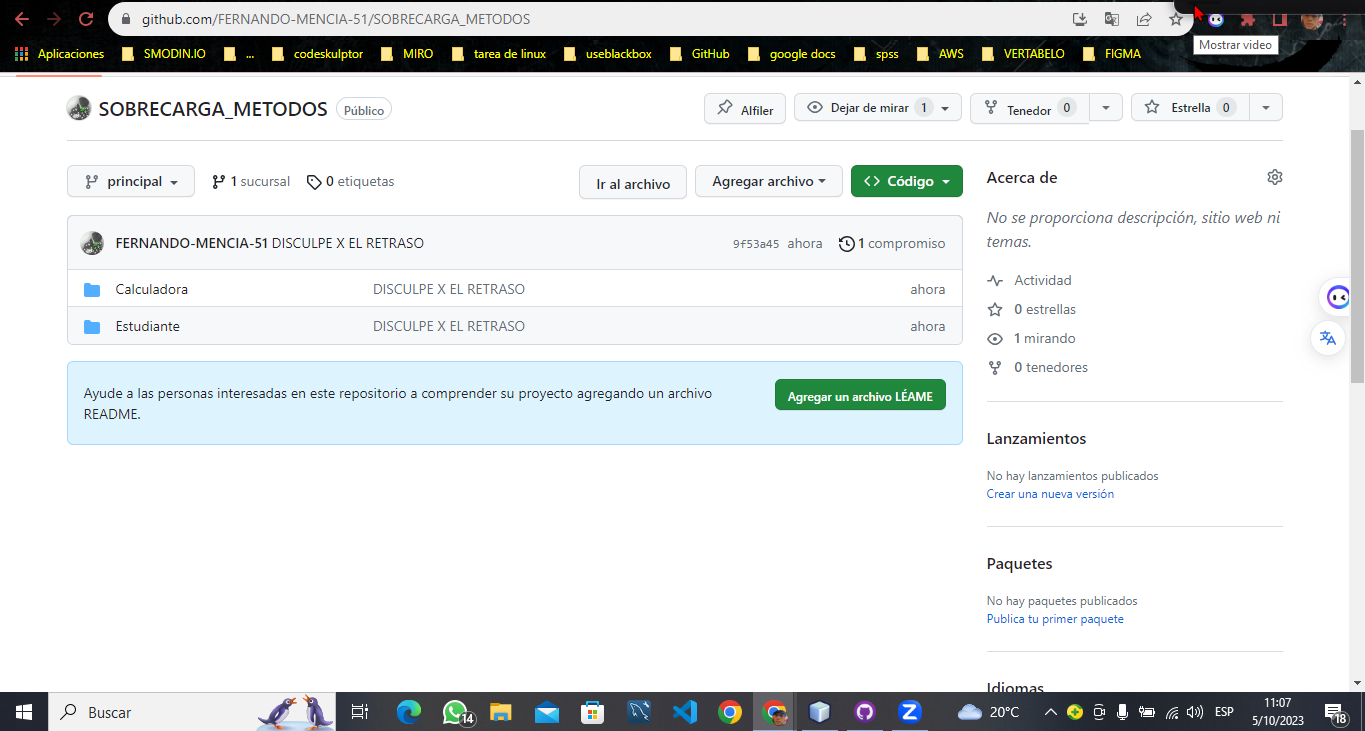 github.com/FERNANDO-MENCIA-51/SOBRECARGA_METODOS
Mostrar video
Aplicaciones SMODIN.IO ... codeskulptor MIRO tarea de linux useblackbox GitHub google docs spss AWS VERTABELO FIGMA
SOBRECARGA_METODOS Público Alfiler Dejar de mirar 1 Tenedor 0 Estrella 0
principal 1 sucursal 0 etiquetas Ir al archivo Agregar archivo <> Código
FERNANDO-MENCIA-51 DISCULPE X EL RETRASO 9f53a45 ahora 1 compromiso
Calculadora DISCULPE X EL RETRASO ahora
Estudiante DISCULPE X EL RETRASO ahora
Ayude a las personas interesadas en este repositorio a comprender su proyecto agregando un archivo
README.
Agregar un archivo LÉAME
Acerca de
No se proporciona descripción, sitio web ni
temas.
Actividad
0 estrellas
1 mirando
0 tenedores
Lanzamientos
No hay lanzamientos publicados
Crear una nueva versión
Paquetes
No hay paquetes publicados
Publica tu primer paquete
Idiomas
Buscar 14 20°C ESP 11:07
5/10/2023 18